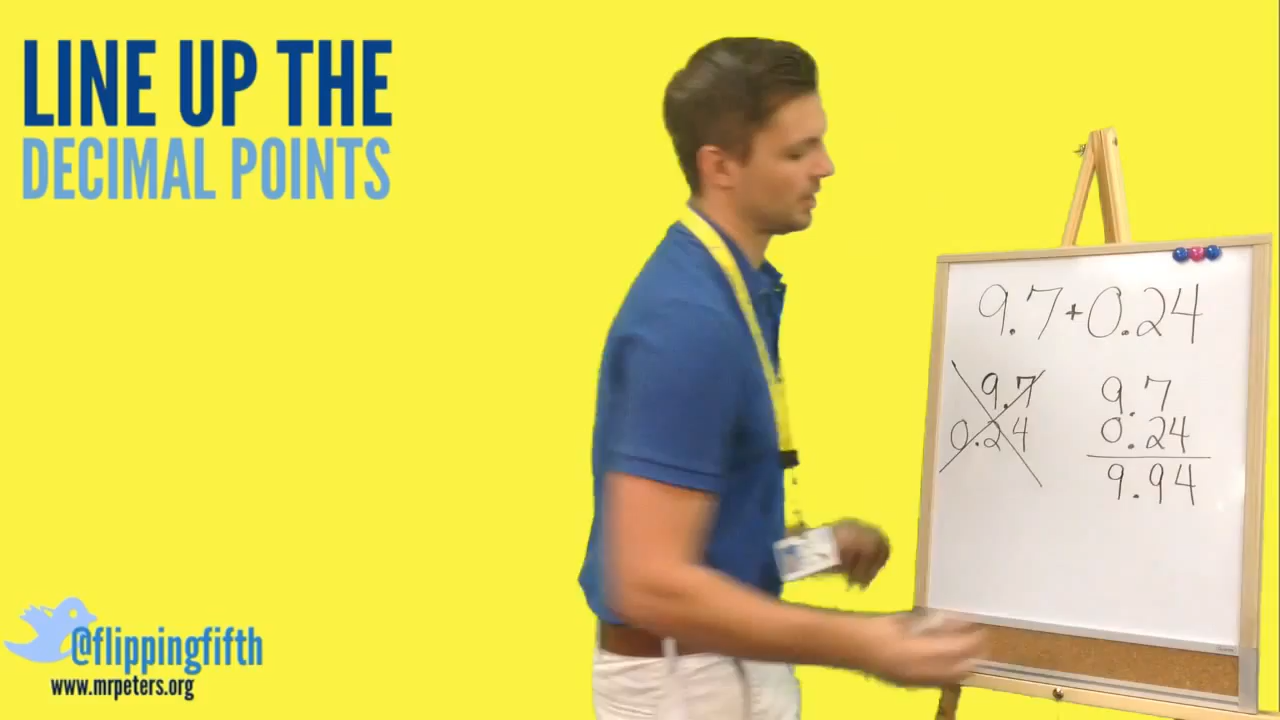 LINE UP THE
DECIMAL POINTS
9.7+0.24
9.7
0.24
9.7
0.24
9.94
@flippingfifth
www.mrpeters.org